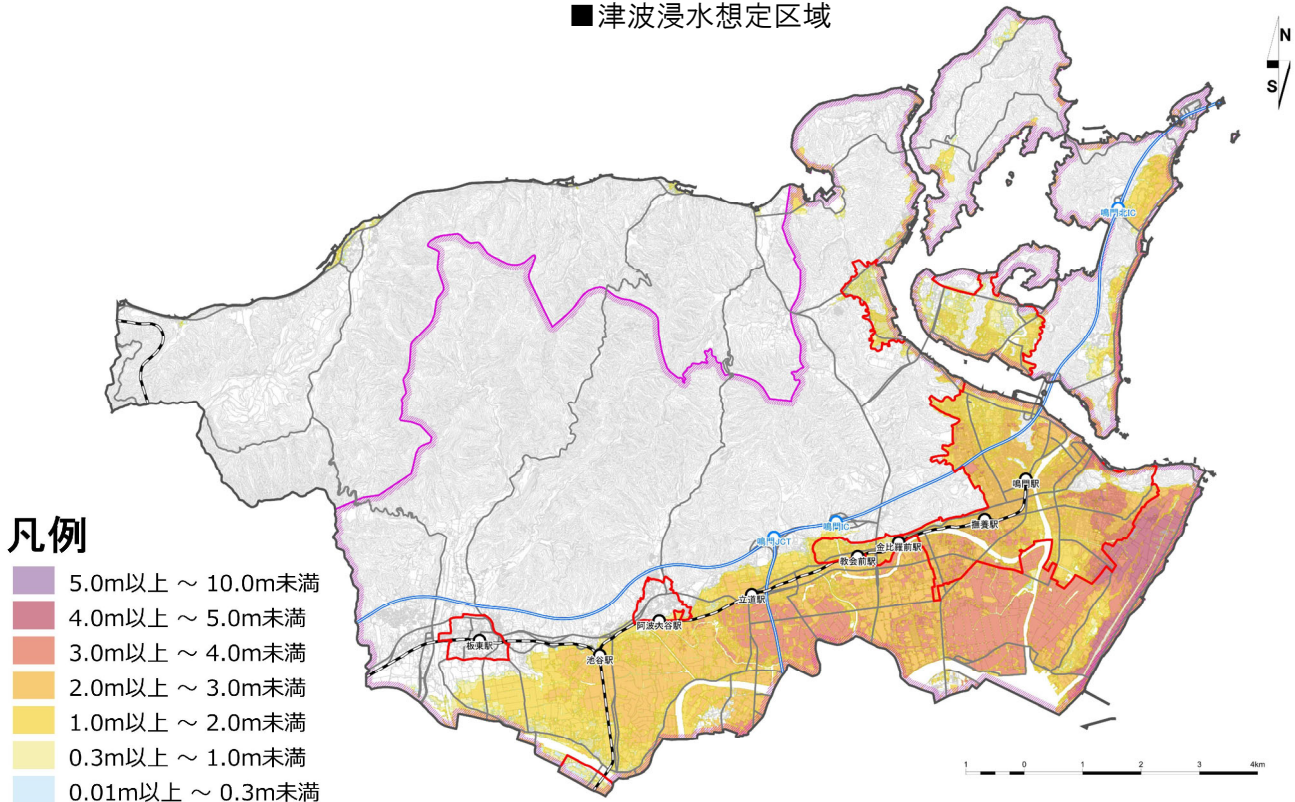 ■津波浸水想定区域
N
S
鳴門北IC
鳴門駅
撫養駅
金比羅前駅
教会前駅
鳴門IC
鳴門JCT
立道駅
阿波大谷駅
池谷駅
板東駅
凡例
5.0m以上 ～ 10.0m未満
4.0m以上 ～ 5.0m未満
3.0m以上 ～ 4.0m未満
2.0m以上 ～ 3.0m未満
1.0m以上 ～ 2.0m未満
0.3m以上 ～ 1.0m未満
0.01m以上 ～ 0.3m未満
1 0 1 2 3 4km